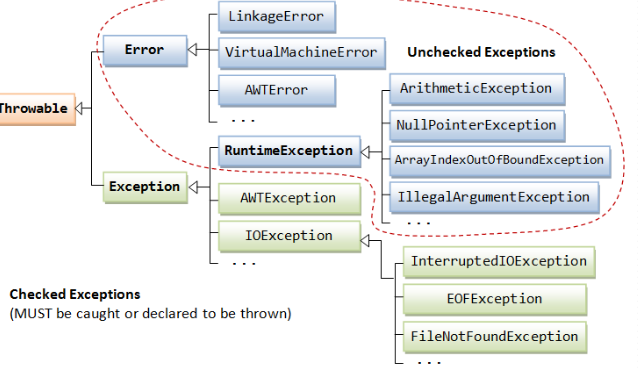 LinkageError
Error
VirtualMachineError
Unchecked Exceptions
AWTError
ArithmeticException
Throwable
...
NullPointerException
RuntimeException
ArrayIndexOutOfBoundException
Exception
AWTException
IllegalArgumentException
...
IOException
...
InterruptedIOException
Checked Exceptions
(MUST be caught or declared to be thrown)
EOFException
FileNotFoundException
...